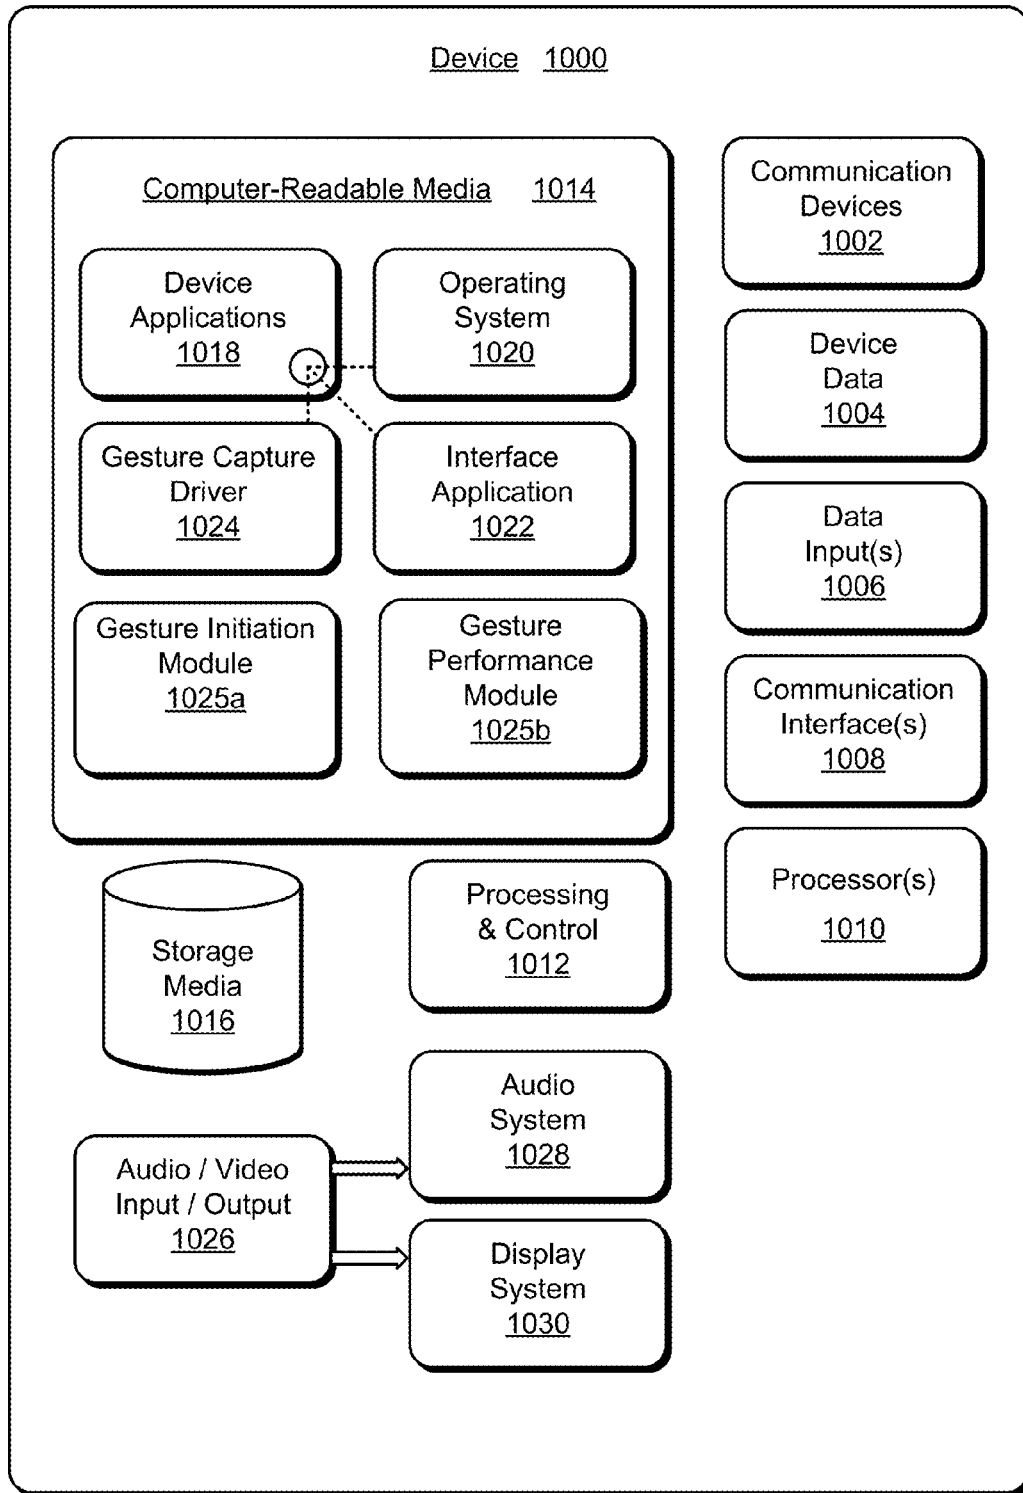 Device 1000
Computer-Readable Media 1014
Device
Applications
1018
Operating
System
1020
Gesture Capture
Driver
1024
Interface
Application
1022
Gesture Initiation
Module
1025a
Gesture
Performance
Module
1025b
Communication
Devices
1002
Device
Data
1004
Data
Input(s)
1006
Communication
Interface(s)
1008
Processor(s)
1010
Storage
Media
1016
Processing
& Control
1012
Audio / Video
Input / Output
1026
Audio
System
1028
Display
System
1030